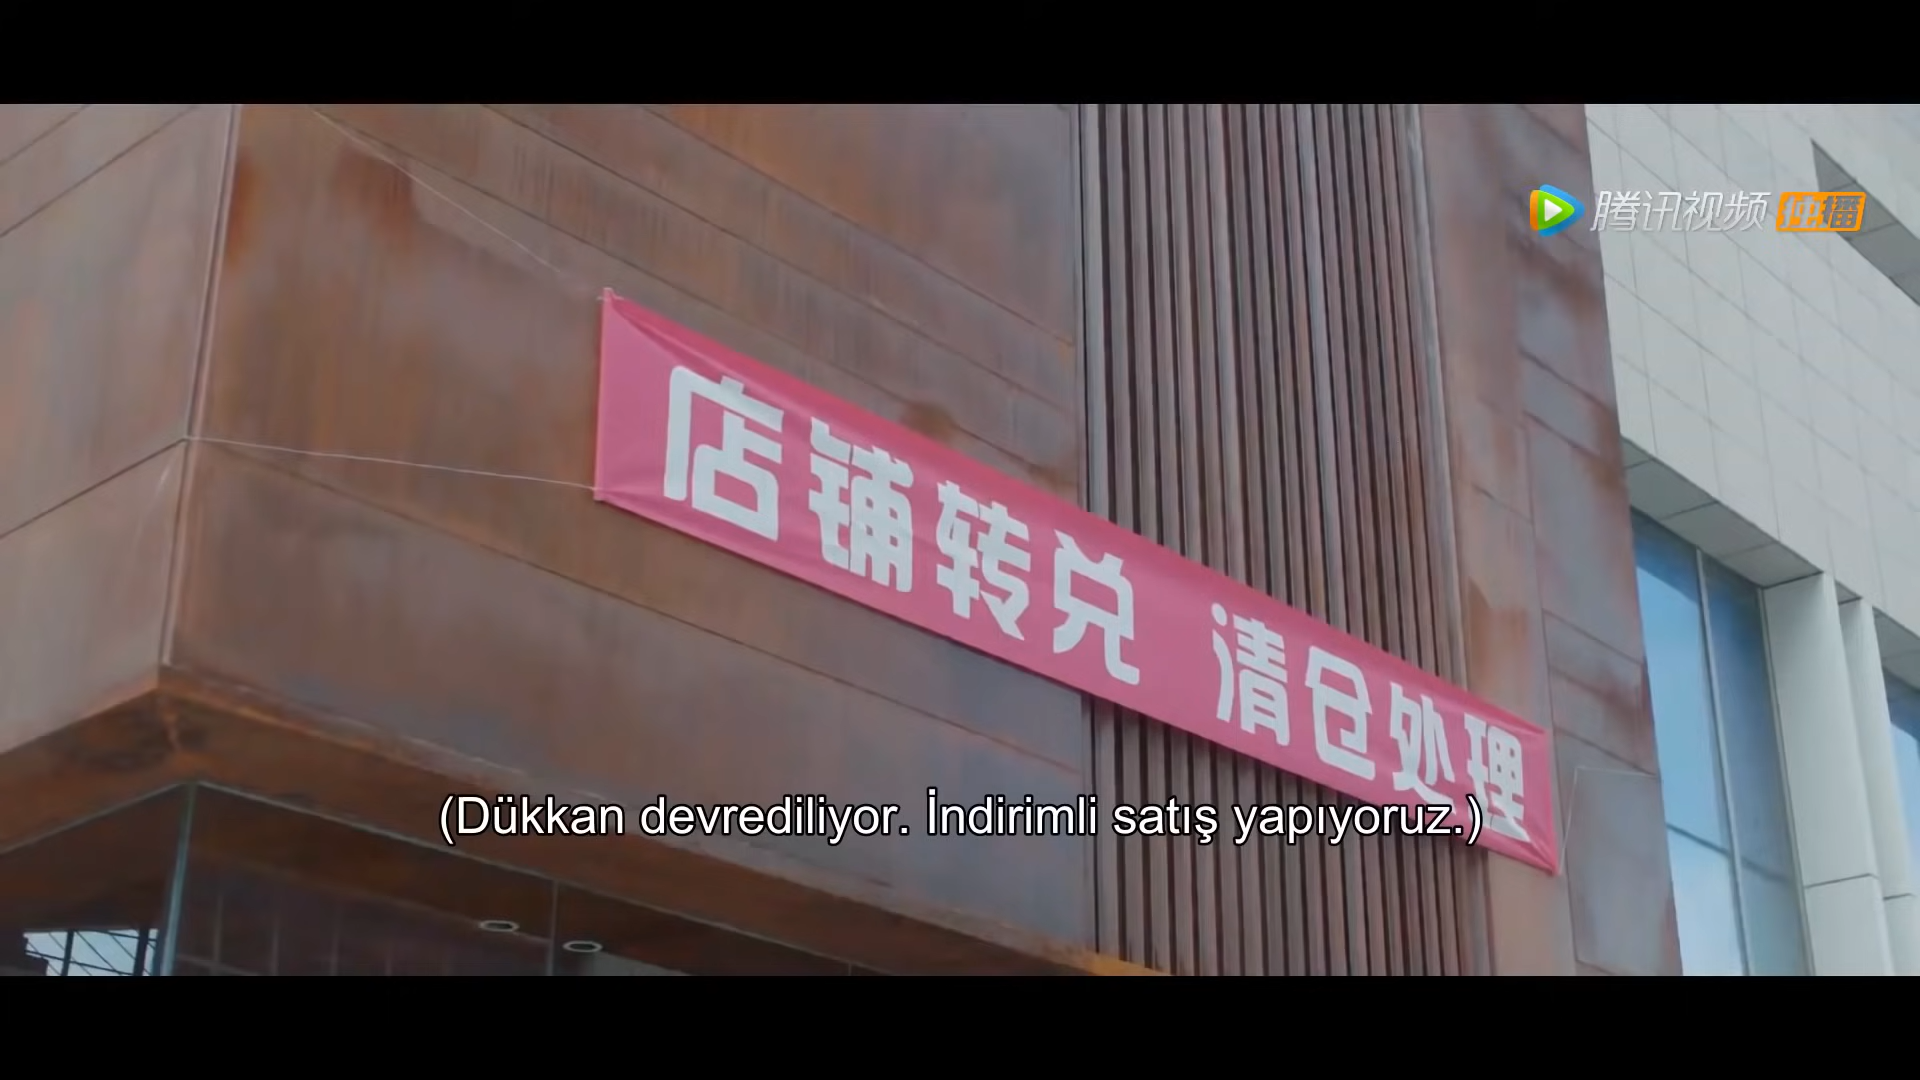 腾讯视频 独播
店铺转兑 清仓处理
(Dükkan devrediliyor. İndirimli satış yapıyoruz.)